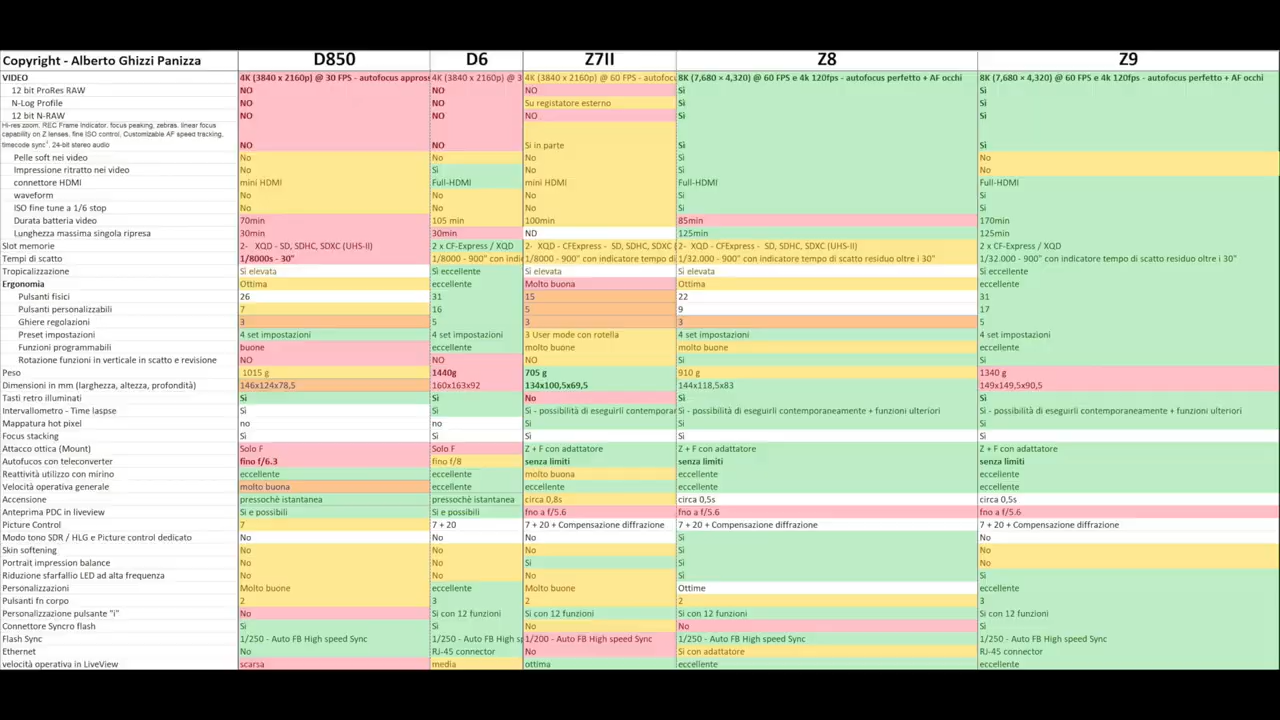 Copyright - Alberto Ghizzi Panizza D850 D6 Z7II Z8 Z9
VIDEO 4K (3840 x 2160p) @ 30 FPS - autofocus appross 4K (3840 x 2160p) @ 3 4K (3840 x 2160p) @ 60 FPS - autofoc 8K (7,680 × 4,320) @ 60 FPS e 4k 120fps - autofocus perfetto + AF occhi 8K (7,680 × 4,320) @ 60 FPS e 4k 120fps - autofocus perfetto + AF occhi
12 bit ProRes RAW NO NO NO Sì Sì
N-Log Profile NO NO Su registatore esterno Sì Sì
12 bit N-RAW NO NO NO Sì Sì
Hi-res zoom, REC Frame Indicator, focus peaking, zebras, linear focus
capability on Z lenses, fine ISO control, Customizable AF speed tracking,
timecode sync¹, 24-bit stereo audio NO NO Sì in parte Sì Sì
Pelle soft nei video No No No Sì No
Impressione ritratto nei video No Sì No Sì No
connettore HDMI mini HDMI Full-HDMI mini HDMI Full-HDMI Full-HDMI
waveform No No No Sì Sì
ISO fine tune a 1/6 stop No No No Sì Sì
Durata batteria video 70min 105 min 100min 85min 170min
Lunghezza massima singola ripresa 30min 30min ND 125min 125min
Slot memorie 2- XQD - SD, SDHC, SDXC (UHS-II) 2 x CF-Express / XQD 2- XQD - CFExpress - SD, SDHC, SDXC ( 2- XQD - CFExpress - SD, SDHC, SDXC (UHS-II) 2 x CF-Express / XQD
Tempi di scatto 1/8000s - 30" 1/8000 - 900" con indic 1/8000 - 900" con indicatore tempo di 1/32.000 - 900" con indicatore tempo di scatto residuo oltre i 30" 1/32.000 - 900" con indicatore tempo di scatto residuo oltre i 30"
Tropicalizzazione Sì elevata Sì eccellente Sì elevata Sì elevata Sì eccellente
Ergonomia Ottima eccellente Molto buona Ottima eccellente
Pulsanti fisici 26 31 15 22 31
Pulsanti personalizzabili 7 16 5 9 17
Ghiere regolazioni 3 5 3 3 5
Preset impostazioni 4 set impostazioni 4 set impostazioni 3 User mode con rotella 4 set impostazioni 4 set impostazioni
Funzioni programmabili buone eccellente molto buone molto buone eccellente
Rotazione funzioni in verticale in scatto e revisione NO NO NO Sì Sì
Peso 1015 g 1440g 705 g 910 g 1340 g
Dimensioni in mm (larghezza, altezza, profondità) 146x124x78,5 160x163x92 134x100,5x69,5 144x118,5x83 149x149,5x90,5
Tasti retro illuminati Sì Sì No Sì Sì
Intervallometro - Time laspse Sì Sì Sì - possibilità di eseguirli contemporar Sì - possibilità di eseguirli contemporaneamente + funzioni ulteriori Sì - possibilità di eseguirli contemporaneamente + funzioni ulteriori
Mappatura hot pixel no no Sì Sì Sì
Focus stacking Sì Sì Sì Sì Sì
Attacco ottica (Mount) Solo F Solo F Z + F con adattatore Z + F con adattatore Z + F con adattatore
Autofucos con teleconverter fino f/6.3 fino f/8 senza limiti senza limiti senza limiti
Reattività utilizzo con mirino eccellente eccellente molto buona eccellente eccellente
Velocità operativa generale molto buona eccellente eccellente eccellente eccellente
Accensione pressochè istantanea pressochè istantanea circa 0,8s circa 0,5s circa 0,5s
Anteprima PDC in liveview Sì e possibili Sì e possibili fno a f/5.6 fno a f/5.6 fno a f/5.6
Picture Control 7 7 + 20 7 + 20 + Compensazione diffrazione 7 + 20 + Compensazione diffrazione 7 + 20 + Compensazione diffrazione
Modo tono SDR / HLG e Picture control dedicato No No No Sì No
Skin softening No No No Sì No
Portrait impression balance No No Sì Sì No
Riduzione sfarfallio LED ad alta frequenza No No No Sì Sì
Personalizzazioni Molto buone eccellente Molto buone Ottime eccellente
Pulsanti fn corpo 2 3 2 2 3
Personalizzazione pulsante "i" No Sì con 12 funzioni Sì con 12 funzioni Sì con 12 funzioni Sì con 12 funzioni
Connettore Syncro flash Sì Sì No No Sì
Flash Sync 1/250 - Auto FB High speed Sync 1/250 - Auto FB High s 1/200 - Auto FB High speed Sync 1/250 - Auto FB High speed Sync 1/250 - Auto FB High speed Sync
Ethernet No RJ-45 connector No Sì con adattatore RJ-45 connector
velocità operativa in LiveView scarsa media ottima eccellente eccellente